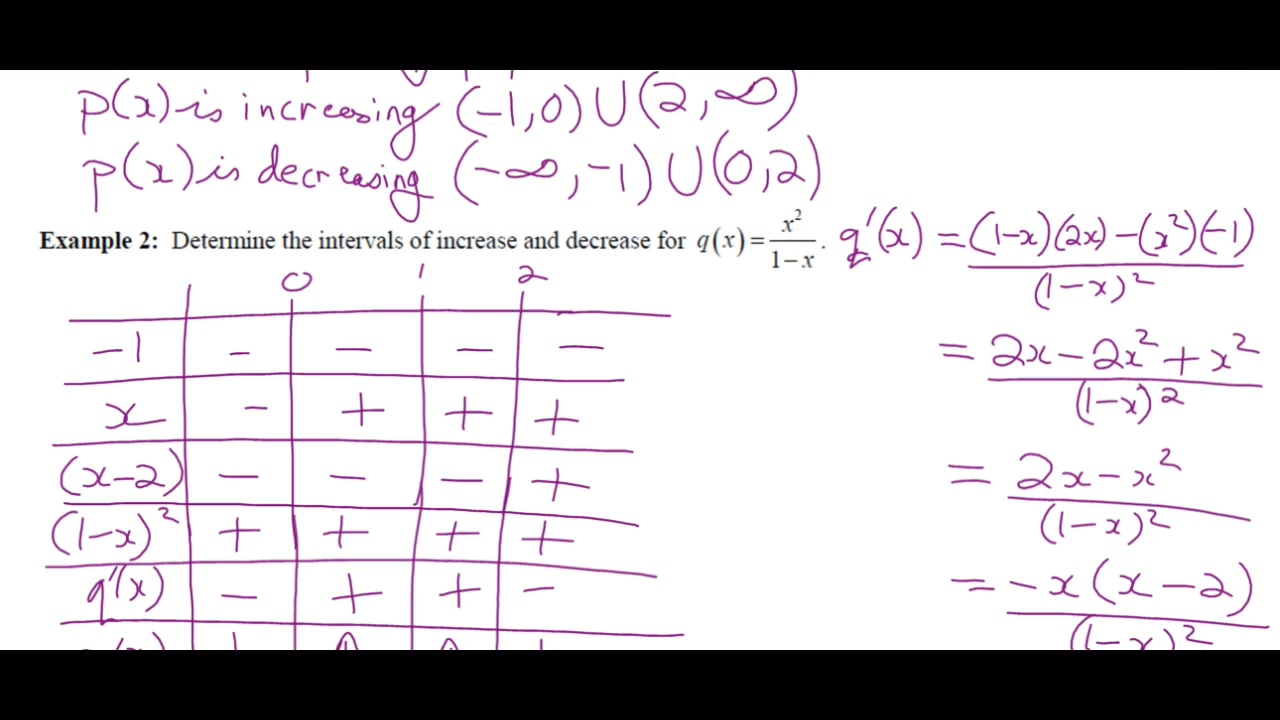 p(x) is increasing (-1,0) ∪ (2,∞)
p(x) is decreasing (-∞,-1) ∪ (0,2)
Example 2: Determine the intervals of increase and decrease for q(x) = x²/(1-x).
q'(x) = ((1-x)(2x) - (x²)(-1))/(1-x)²
= (2x - 2x² + x²)/(1-x)²
= (2x - x²)/(1-x)²
= -x(x-2)/(1-x)²
0 1 2
-1 - - - -
x - + + +
(x-2) - - - +
(1-x)² + + + +
q'(x) - + + -